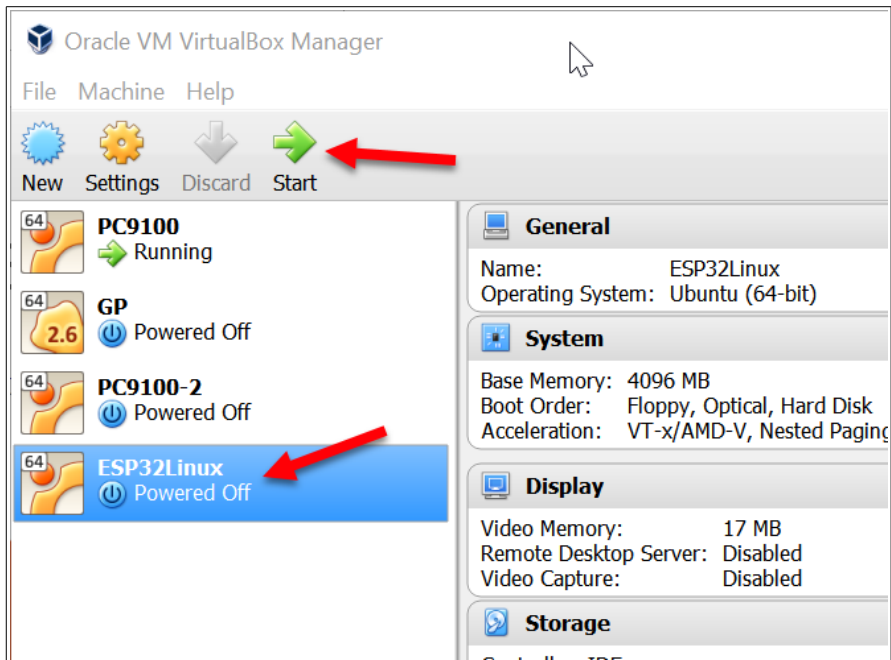 Oracle VM VirtualBox Manager
File Machine Help
New Settings Discard Start
64
PC9100
Running
64
2.6
GP
Powered Off
64
PC9100-2
Powered Off
64
ESP32Linux
Powered Off
General
Name: ESP32Linux
Operating System: Ubuntu (64-bit)
System
Base Memory: 4096 MB
Boot Order: Floppy, Optical, Hard Disk
Acceleration: VT-x/AMD-V, Nested Paging
Display
Video Memory: 17 MB
Remote Desktop Server: Disabled
Video Capture: Disabled
Storage